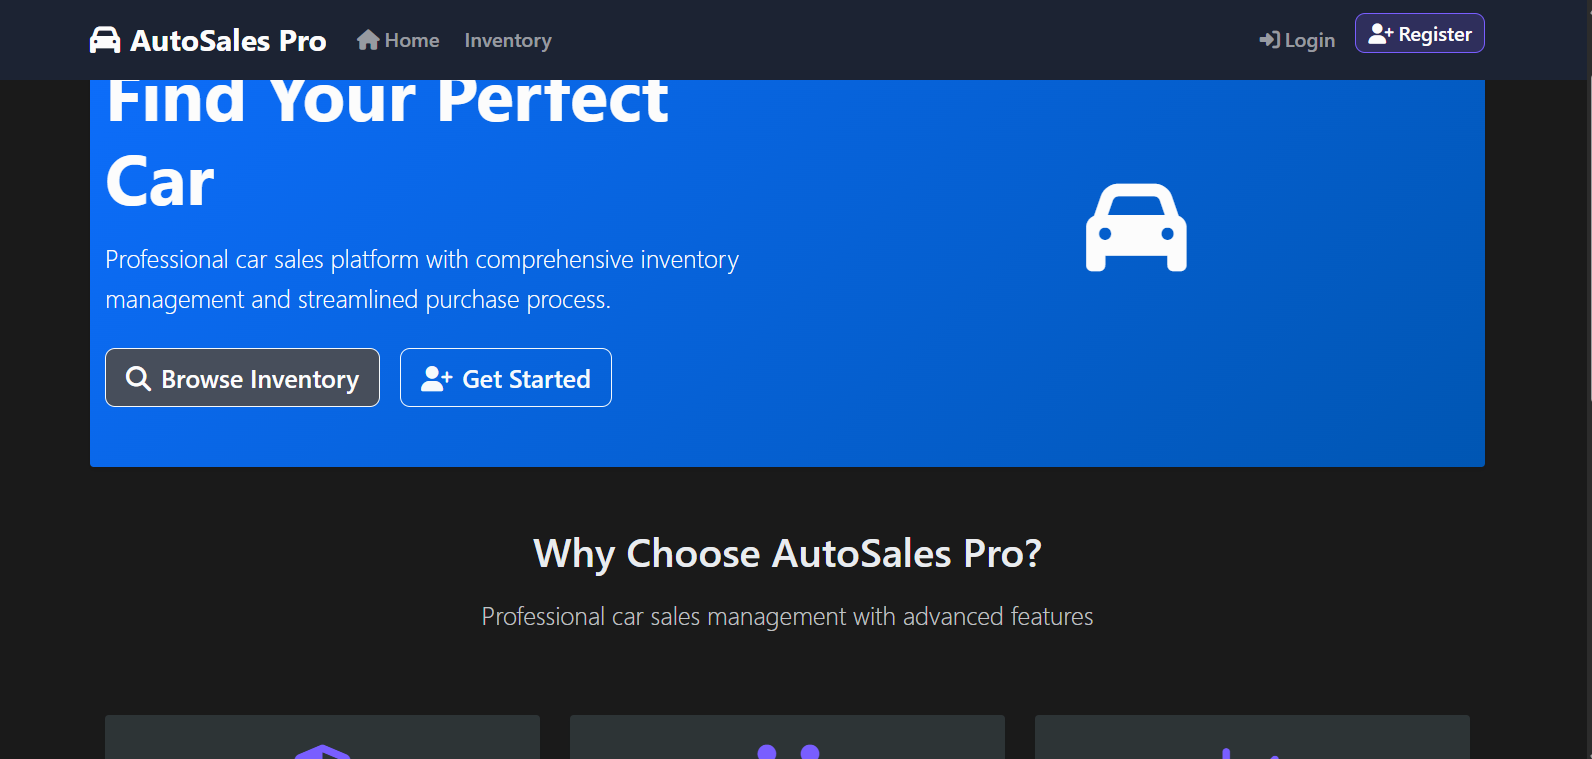 AutoSales Pro
Home
Inventory
Login
Register
Find Your Perfect
Car
Professional car sales platform with comprehensive inventory
management and streamlined purchase process.
Browse Inventory
Get Started
Why Choose AutoSales Pro?
Professional car sales management with advanced features